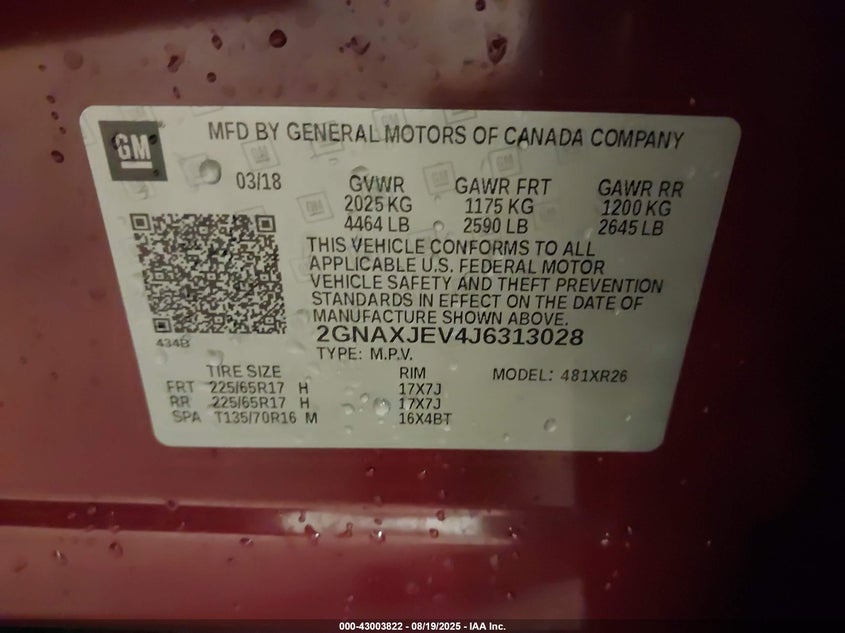 GM
MFD BY GENERAL MOTORS OF CANADA COMPANY
03/18
GVWR GAWR FRT GAWR RR
2025 KG 1175 KG 1200 KG
4464 LB 2590 LB 2645 LB
THIS VEHICLE CONFORMS TO ALL
APPLICABLE U.S. FEDERAL MOTOR
VEHICLE SAFETY AND THEFT PREVENTION
STANDARDS IN EFFECT ON THE DATE OF
MANUFACTURE SHOWN ABOVE.
2GNAXJEV4J6313028
434B
TYPE: M.P.V.
TIRE SIZE RIM MODEL: 481XR26
FRT 225/65R17 H 17X7J
RR 225/65R17 H 17X7J
SPA T135/70R16 M 16X4BT
000-43003822 - 08/19/2025 - IAA Inc.